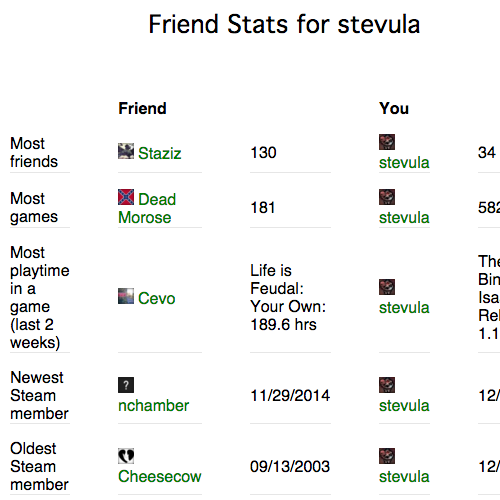 Friend Stats for stevula
Friend You
Most friends Staziz 130 stevula 34
Most games Dead Morose 181 stevula 582
Most playtime in a game (last 2 weeks) Cevo Life is Feudal: Your Own: 189.6 hrs stevula The Bin Isa Rel 1.1
Newest Steam member nchamber 11/29/2014 stevula 12/
Oldest Steam member Cheesecow 09/13/2003 stevula 12/